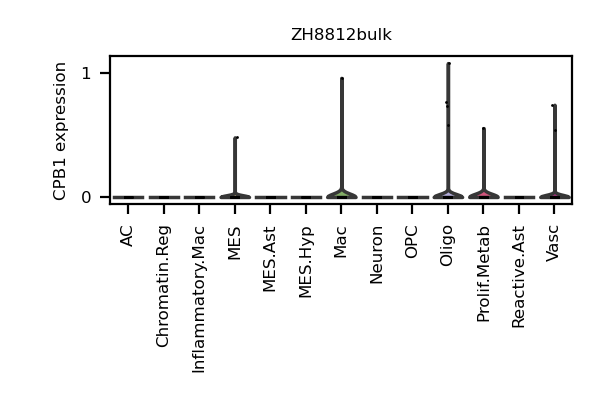 ZH8812bulk
CPB1 expression
1
0
AC
Chromatin.Reg
Inflammatory.Mac
MES
MES.Ast
MES.Hyp
Mac
Neuron
OPC
Oligo
Prolif.Metab
Reactive.Ast
Vasc